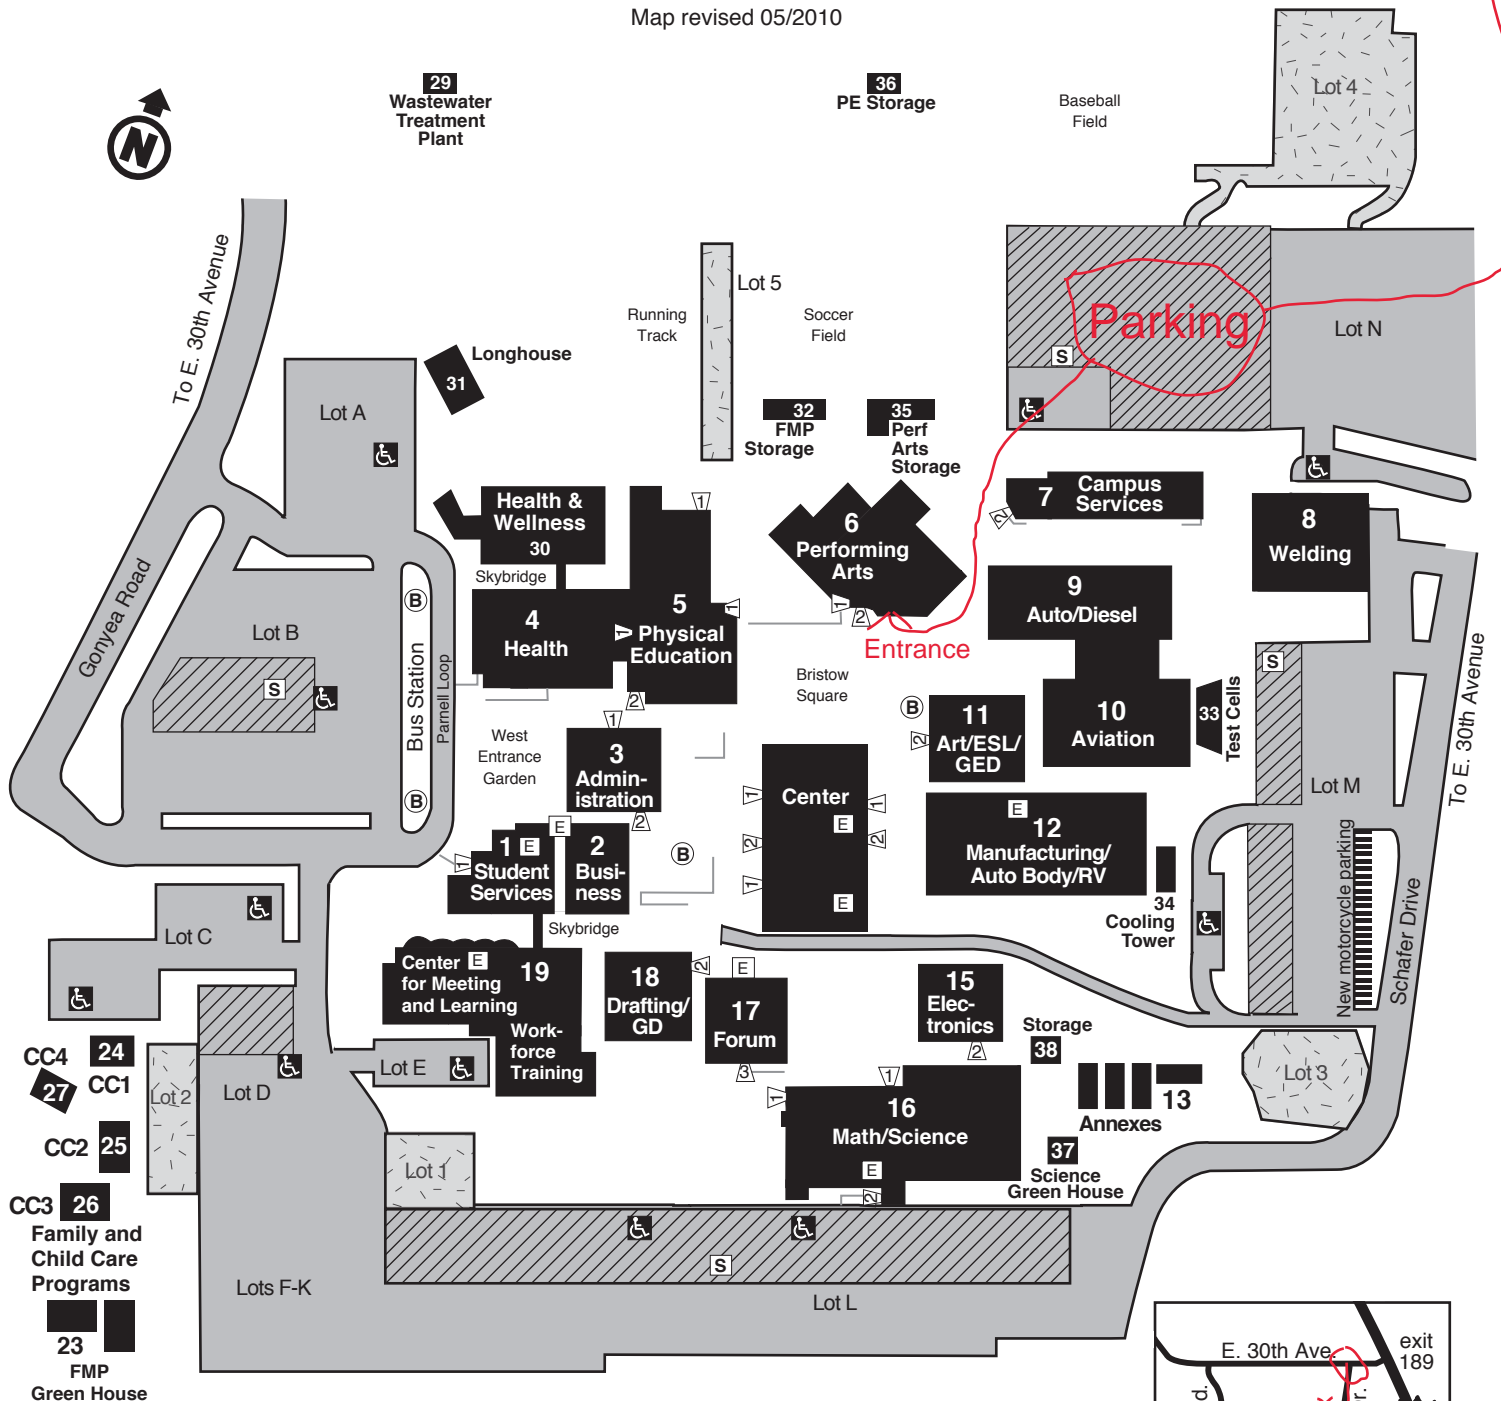 Map revised 05/2010
29
Wastewater
Treatment
Plant
36
PE Storage
Baseball
Field
Lot 4
N
To E. 30th Avenue
Lot 5
Running
Track
Soccer
Field
Parking
S
Lot N
Longhouse
31
Lot A
32
FMP
Storage
35
Perf
Arts
Storage
Health &
Wellness
30
Skybridge
1
6
Performing
Arts
1
2
Entrance
7
Campus
Services
2
8
Welding
9
Auto/Diesel
4
Health
5
Physical
Education
1
1
2
Gonyea Road
Lot B
S
B
Bus Station
B
Parnell Loop
Bristow
Square
B
11
Art/ESL/
GED
2
10
Aviation
33
Test Cells
S
Lot M
To E. 30th Avenue
West
Entrance
Garden
1
3
Admin-
istration
2
Center
1
2
1
1
2
E
E
E
12
Manufacturing/
Auto Body/RV
34
Cooling
Tower
New motorcycle parking
Schafer Drive
1
1
E
Student
Services
E
2
Busi-
ness
B
Skybridge
Lot C
Center
E
for Meeting
and Learning
19
Work-
force
Training
18
Drafting/
GD
2
E
17
Forum
3
15
Elec-
tronics
2
Storage
38
Lot 3
13
Annexes
1
1
16
Math/Science
E
2
37
Science
Green House
CC4
27
24
CC1
Lot 2
Lot D
Lot E
CC2
25
Lot 1
CC3
26
Family and
Child Care
Programs
23
FMP
Green House
Lots F-K
S
Lot L
E. 30th Ave.
exit
189
d.
r.